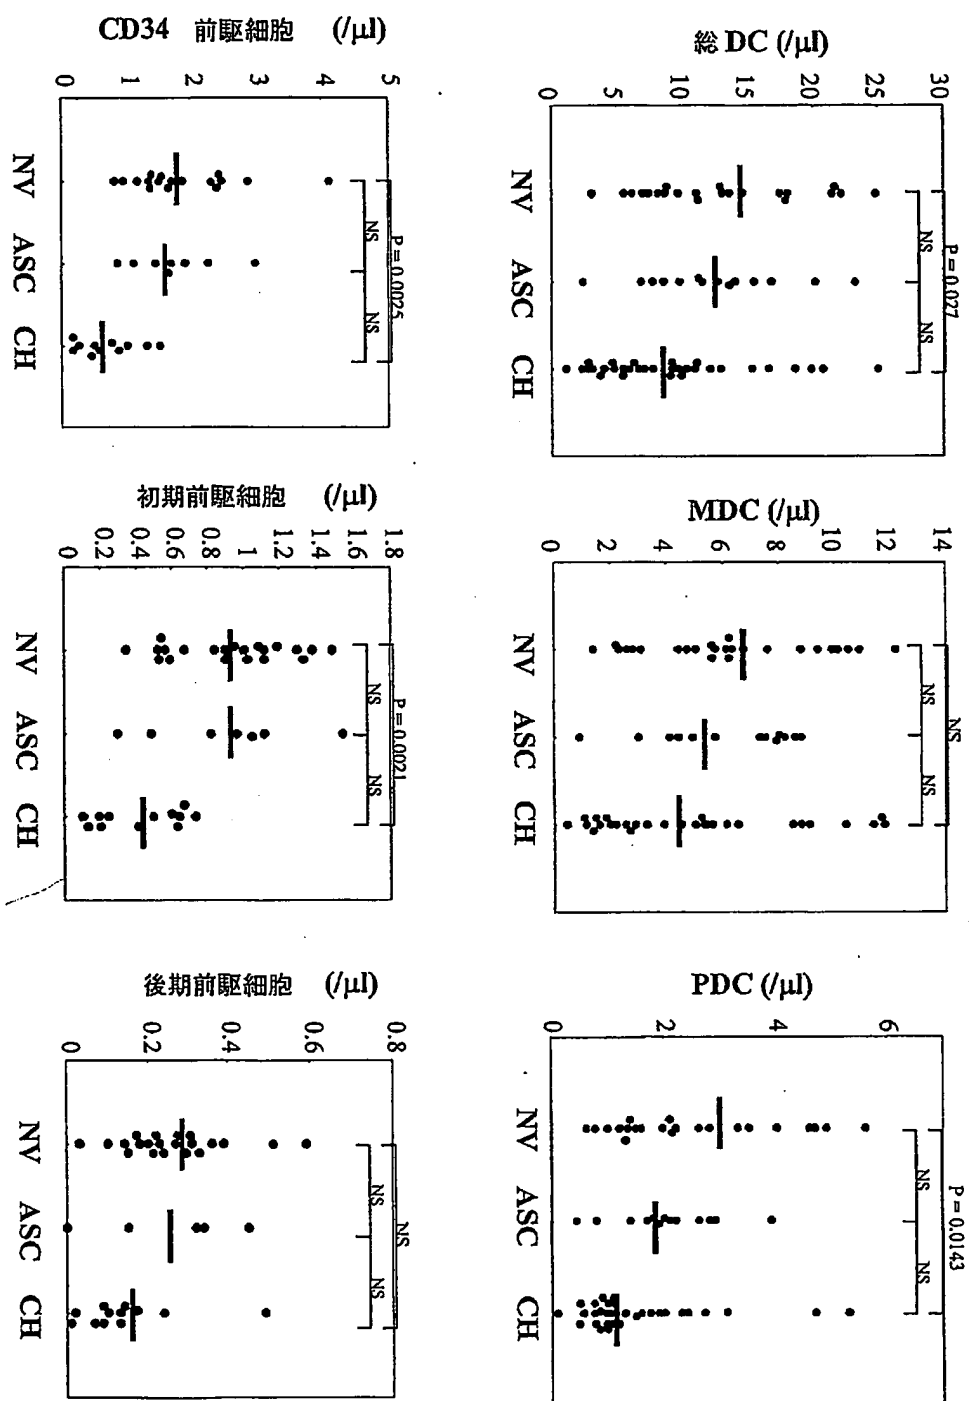 総 DC (/μl)
30
25
20
15
10
5
0
P = 0.027
NS
NS
NV
ASC
CH
MDC (/μl)
14
12
10
8
6
4
2
0
NS
NS
NS
NV
ASC
CH
PDC (/μl)
6
4
2
0
P = 0.0143
NS
NS
NV
ASC
CH
CD34 前駆細胞 (/μl)
5
4
3
2
1
0
P = 0.0025
NS
NS
NV
ASC
CH
初期前駆細胞 (/μl)
1.8
1.6
1.4
1.2
1
0.8
0.6
0.4
0.2
0
P = 0.0021
NS
NS
NV
ASC
CH
後期前駆細胞 (/μl)
0.8
0.6
0.4
0.2
0
NS
NS
NS
NV
ASC
CH